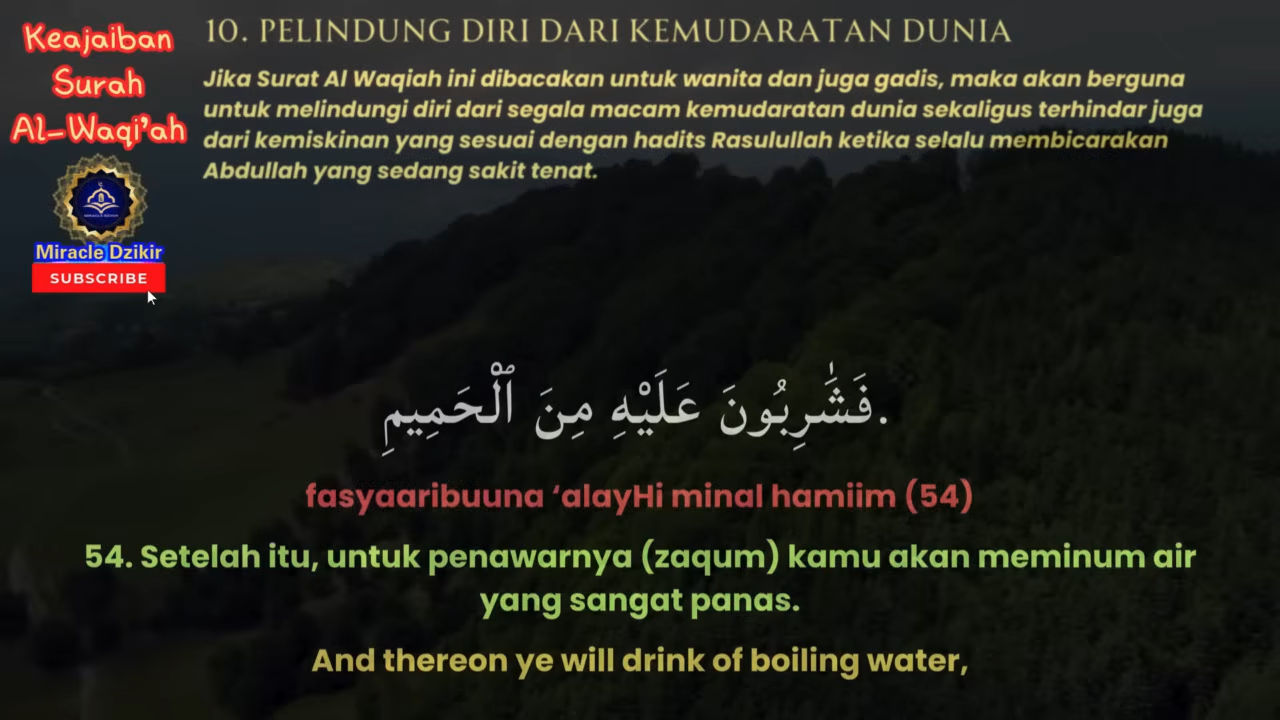 Keajaiban
Surah
Al-Waqi'ah
Miracle Dzikir
SUBSCRIBE
10. PELINDUNG DIRI DARI KEMUDARATAN DUNIA
Jika Surat Al Waqiah ini dibacakan untuk wanita dan juga gadis, maka akan berguna
untuk melindungi diri dari segala macam kemudaratan dunia sekaligus terhindar juga
dari kemiskinan yang sesuai dengan hadits Rasulullah ketika selalu membicarakan
Abdullah yang sedang sakit tenat.
فَشَٰرِبُونَ عَلَيْهِ مِنَ ٱلْحَمِيمِ.
fasyaaribuuna ‘alayHi minal hamiim (54)
54. Setelah itu, untuk penawarnya (zaqum) kamu akan meminum air
yang sangat panas.
And thereon ye will drink of boiling water,